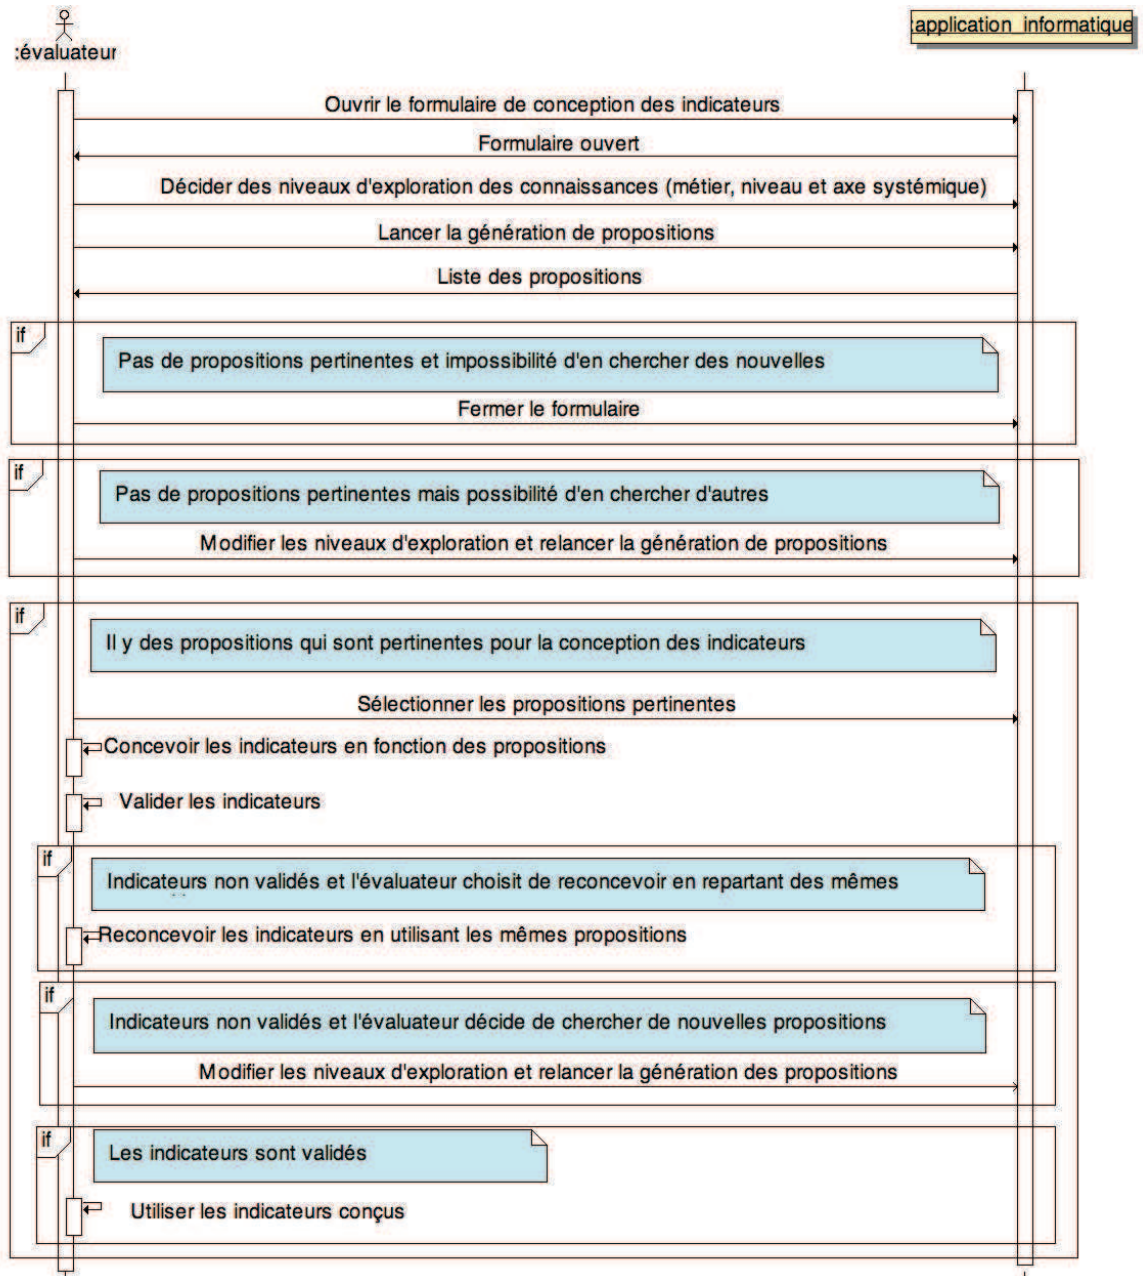 :évaluateur
:application_informatique
Ouvrir le formulaire de conception des indicateurs
Formulaire ouvert
Décider des niveaux d'exploration des connaissances (métier, niveau et axe systémique)
Lancer la génération de propositions
Liste des propositions
if
Pas de propositions pertinentes et impossibilité d'en chercher des nouvelles
Fermer le formulaire
if
Pas de propositions pertinentes mais possibilité d'en chercher d'autres
Modifier les niveaux d'exploration et relancer la génération de propositions
if
Il y des propositions qui sont pertinentes pour la conception des indicateurs
Sélectionner les propositions pertinentes
Concevoir les indicateurs en fonction des propositions
Valider les indicateurs
if
Indicateurs non validés et l'évaluateur choisit de reconcevoir en repartant des mêmes
Reconcevoir les indicateurs en utilisant les mêmes propositions
if
Indicateurs non validés et l'évaluateur décide de chercher de nouvelles propositions
Modifier les niveaux d'exploration et relancer la génération des propositions
if
Les indicateurs sont validés
Utiliser les indicateurs conçus